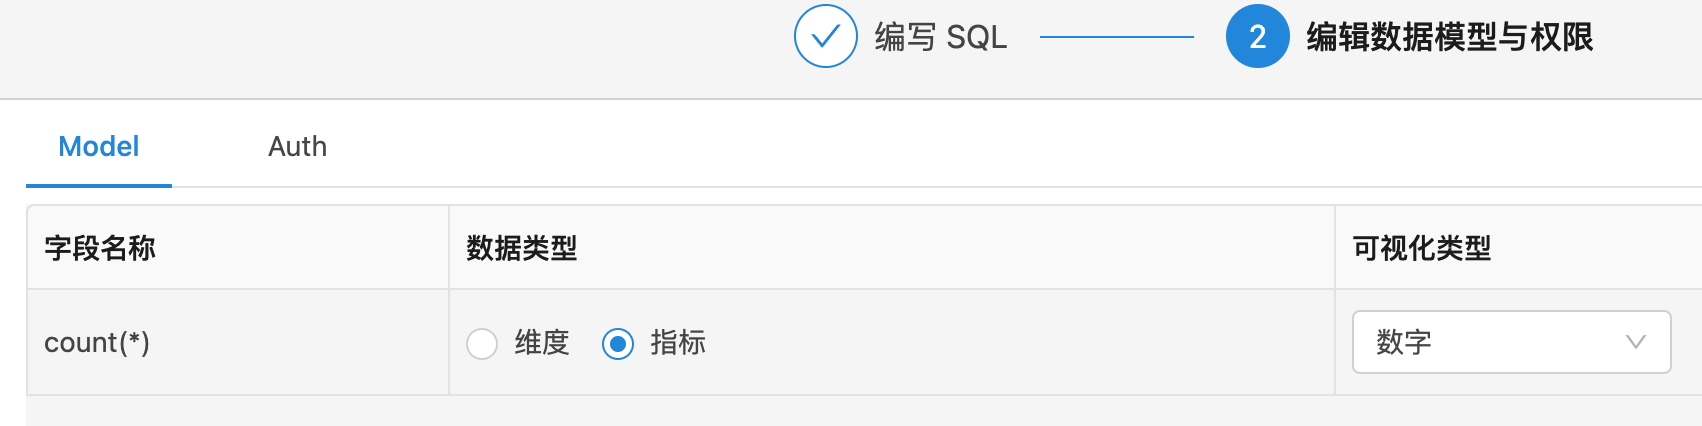 编写 SQL 2 编辑数据模型与权限
Model Auth
字段名称 数据类型 可视化类型
count(*) 维度 指标 数字